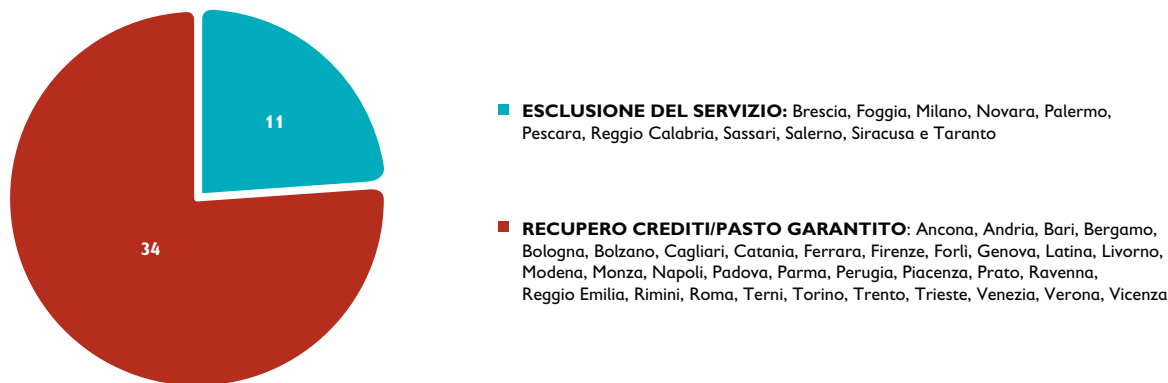 11
34
ESCLUSIONE DEL SERVIZIO: Brescia, Foggia, Milano, Novara, Palermo,
Pescara, Reggio Calabria, Sassari, Salerno, Siracusa e Taranto
RECUPERO CREDITI/PASTO GARANTITO: Ancona, Andria, Bari, Bergamo,
Bologna, Bolzano, Cagliari, Catania, Ferrara, Firenze, Forlì, Genova, Latina, Livorno,
Modena, Monza, Napoli, Padova, Parma, Perugia, Piacenza, Prato, Ravenna,
Reggio Emilia, Rimini, Roma, Terni, Torino, Trento, Trieste, Venezia, Verona, Vicenza